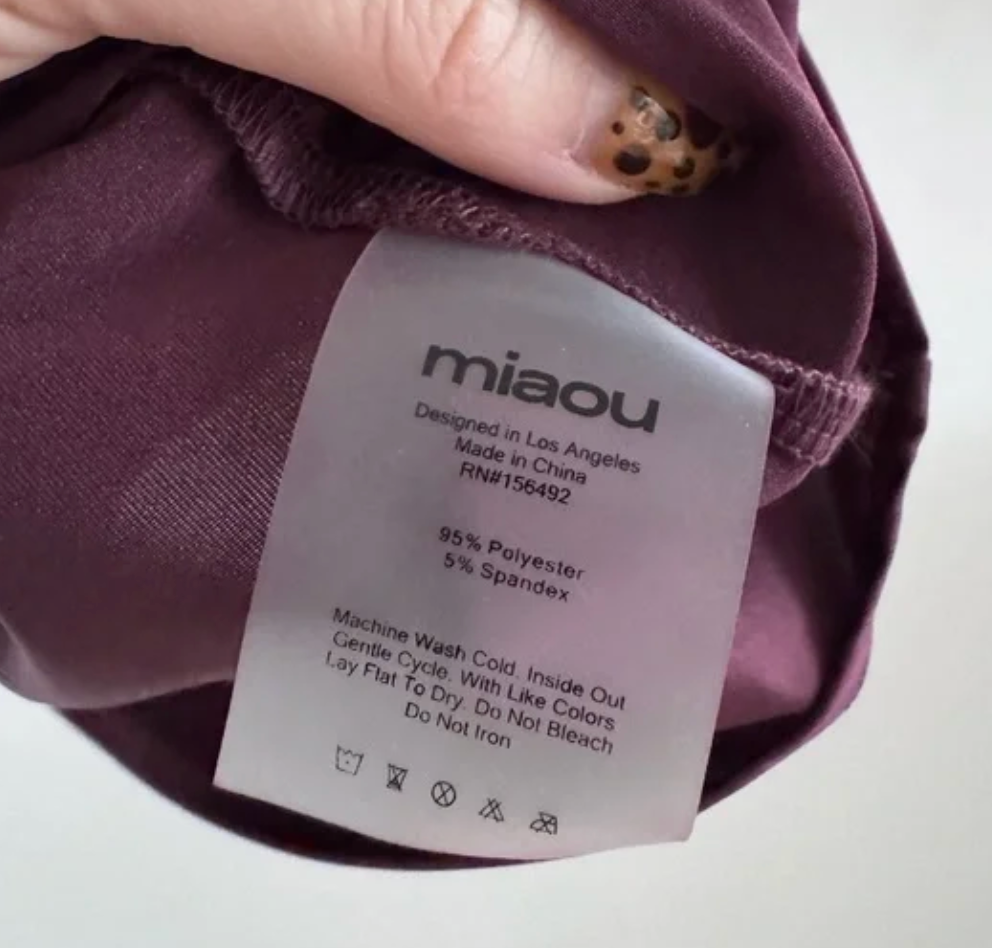 miaou
Designed in Los Angeles
Made in China
RN#156492
95% Polyester
5% Spandex
Machine Wash Cold. Inside Out
Gentle Cycle. With Like Colors
Lay Flat To Dry. Do Not Bleach
Do Not Iron